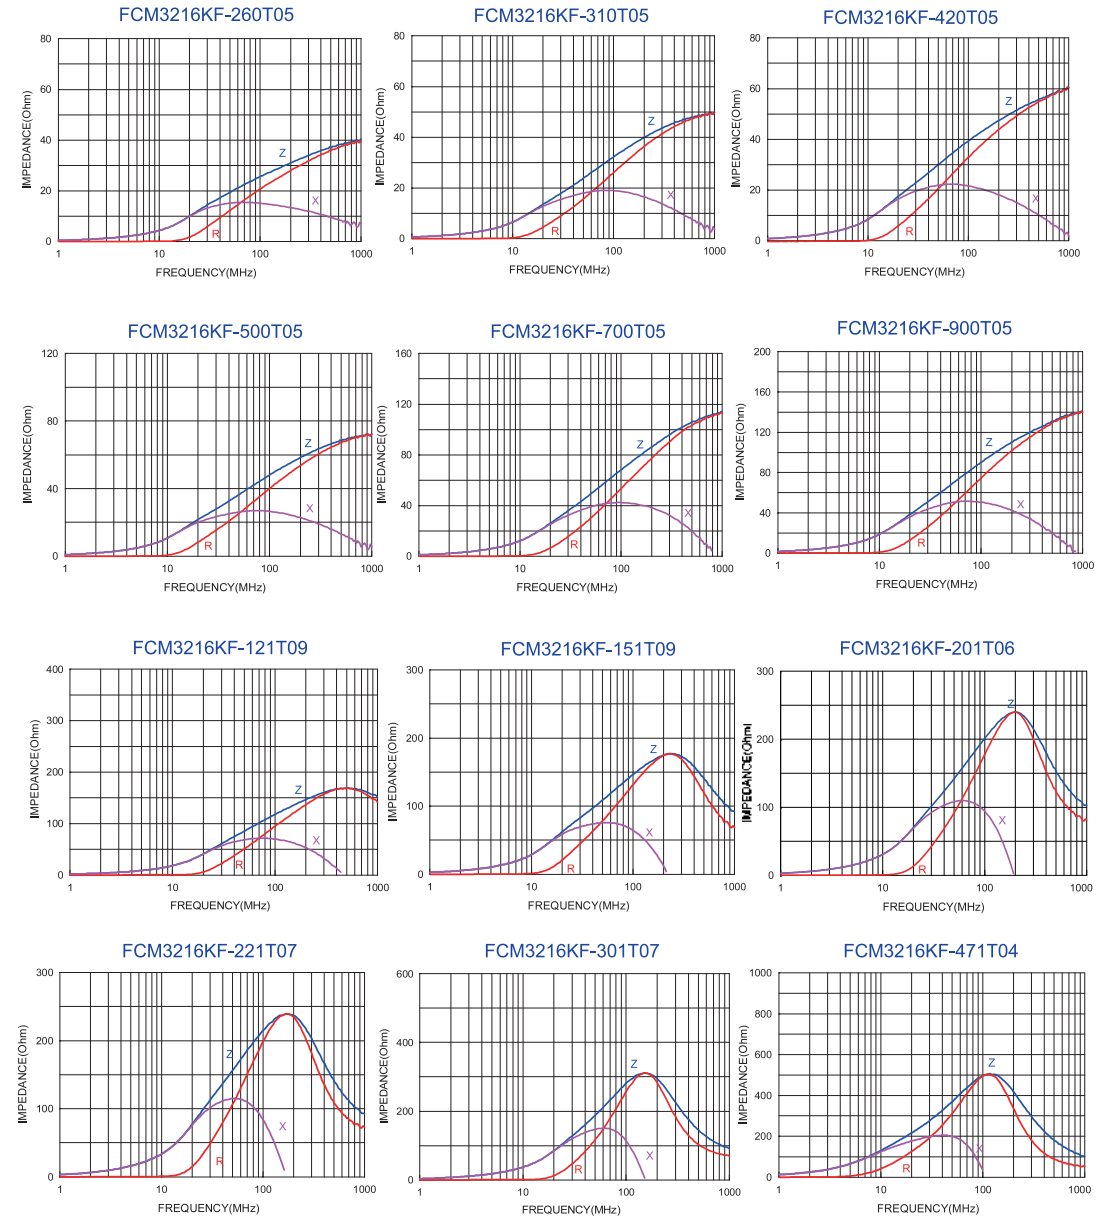 FCM3216KF-260T05
FCM3216KF-310T05
FCM3216KF-420T05
IMPEDANCE(Ohm)
80
60
40
20
0
Z
X
R
1
10
100
1000
FREQUENCY(MHz)
IMPEDANCE(Ohm)
80
60
40
20
0
Z
X
R
1
10
100
1000
FREQUENCY(MHz)
IMPEDANCE(Ohm)
80
60
40
20
0
Z
X
R
1
10
100
1000
FREQUENCY(MHz)
FCM3216KF-500T05
FCM3216KF-700T05
FCM3216KF-900T05
IMPEDANCE(Ohm)
120
80
40
0
Z
X
R
1
10
100
1000
FREQUENCY(MHz)
IMPEDANCE(Ohm)
160
120
80
40
0
Z
X
R
1
10
100
1000
FREQUENCY(MHz)
IMPEDANCE(Ohm)
200
160
120
80
40
0
Z
X
R
1
10
100
1000
FREQUENCY(MHz)
FCM3216KF-121T09
FCM3216KF-151T09
FCM3216KF-201T06
IMPEDANCE(Ohm)
400
300
200
100
0
Z
X
R
1
10
100
1000
FREQUENCY(MHz)
IMPEDANCE(Ohm)
300
200
100
0
Z
X
R
1
10
100
1000
FREQUENCY(MHz)
IMPEDANCE(Ohm)
300
200
100
0
Z
X
R
1
10
100
1000
FREQUENCY(MHz)
FCM3216KF-221T07
FCM3216KF-301T07
FCM3216KF-471T04
IMPEDANCE(Ohm)
300
200
100
0
Z
X
R
1
10
100
1000
FREQUENCY(MHz)
IMPEDANCE(Ohm)
600
400
200
0
Z
X
R
1
10
100
1000
FREQUENCY(MHz)
IMPEDANCE(Ohm)
1000
800
600
400
200
0
Z
X
R
1
10
100
1000
FREQUENCY(MHz)